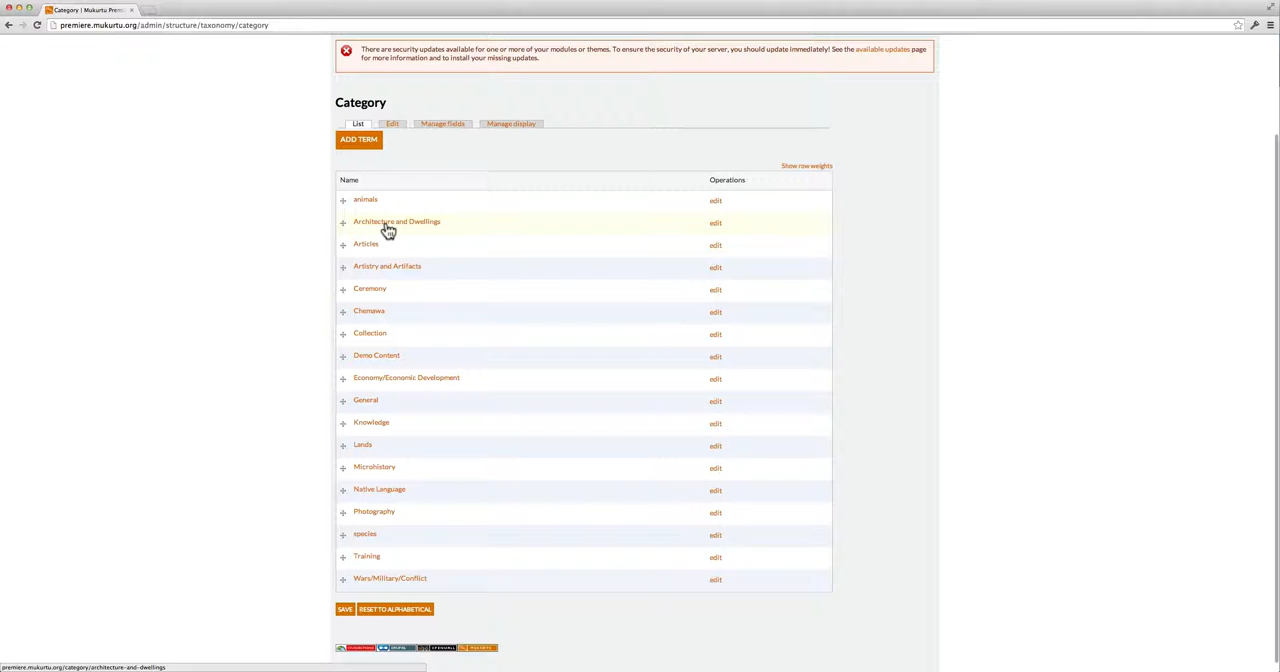 Category | Mukurtu Prem
premiere.mukurtu.org/admin/structure/taxonomy/category
There are security updates available for one or more of your modules or themes. To ensure the security of your server, you should update immediately! See the available updates page
for more information and to install your missing updates.
Category
List Edit Manage fields Manage display
ADD TERM
Show row weights
Name Operations
animals edit
Architecture and Dwellings edit
Articles edit
Artistry and Artifacts edit
Ceremony edit
Chemawa edit
Collection edit
Demo Content edit
Economy/Economic Development edit
General edit
Knowledge edit
Lands edit
Microhistory edit
Native Language edit
Photography edit
species edit
Training edit
Wars/Military/Conflict edit
SAVE RESET TO ALPHABETICAL
DRUPAL MUKURTU
premiere.mukurtu.org/category/architecture-and-dwellings